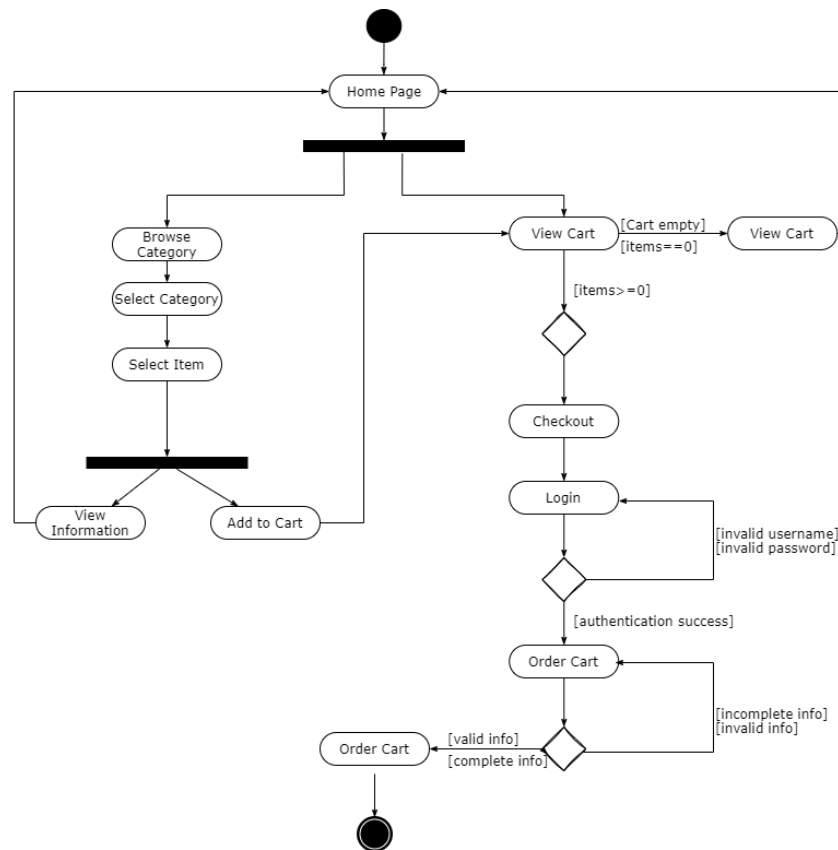 Home Page
Browse
Category
View Cart
[Cart empty]
[items==0]
View Cart
Select Category
[items>=0]
Select Item
Checkout
Login
View
Information
Add to Cart
[invalid username]
[invalid password]
[authentication success]
Order Cart
[incomplete info]
[invalid info]
Order Cart
[valid info]
[complete info]